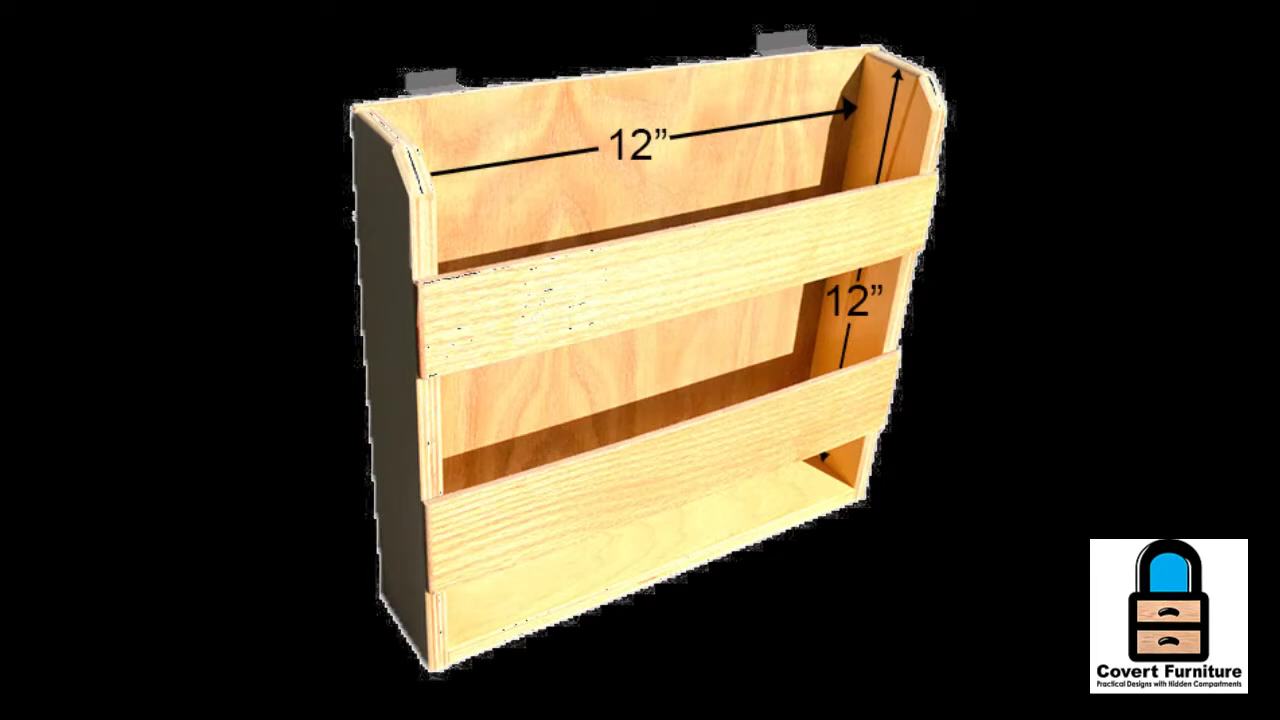 12”
12”
Covert Furniture
Practical Designs with Hidden Compartments